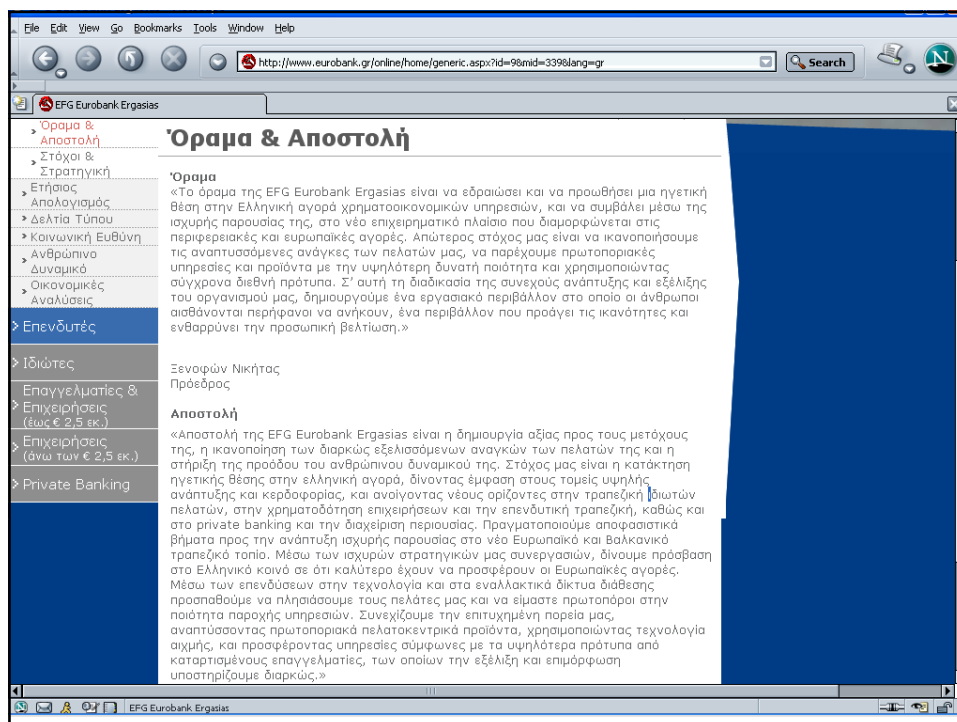 File Edit View Go Bookmarks Tools Window Help
http://www.eurobank.gr/online/home/generic.aspx?id=9&mid=339&lang=gr
Search
N
EFG Eurobank Ergasias
Όραμα &
Αποστολή
Στόχοι &
Στρατηγική
Ετήσιος
Απολογισμός
Δελτία Τύπου
Κοινωνική Ευθύνη
Ανθρώπινο
Δυναμικό
Οικονομικές
Αναλύσεις
Επενδυτές
Ιδιώτες
Επαγγελματίες &
Επιχειρήσεις
(έως € 2,5 εκ.)
Επιχειρήσεις
(άνω των € 2,5 εκ.)
Private Banking
Όραμα & Αποστολή
Όραμα
«Το όραμα της EFG Eurobank Ergasias είναι να εδραιώσει και να προωθήσει μια ηγετική
θέση στην Ελληνική αγορά χρηματοοικονομικών υπηρεσιών, και να συμβάλει μέσω της
ισχυρής παρουσίας της, στο νέο επιχειρηματικό πλαίσιο που διαμορφώνεται στις
περιφερειακές και ευρωπαϊκές αγορές. Απώτερος στόχος μας είναι να ικανοποιήσουμε
τις αναπτυσσόμενες ανάγκες των πελατών μας, να παρέχουμε πρωτοποριακές
υπηρεσίες και προϊόντα με την υψηλότερη δυνατή ποιότητα και χρησιμοποιώντας
σύγχρονα διεθνή πρότυπα. Σ' αυτή τη διαδικασία της συνεχούς ανάπτυξης και εξέλιξης
του οργανισμού μας, δημιουργούμε ένα εργασιακό περιβάλλον στο οποίο οι άνθρωποι
αισθάνονται περήφανοι να ανήκουν, ένα περιβάλλον που προάγει τις ικανότητες και
ενθαρρύνει την προσωπική βελτίωση.»
Ξενοφών Νικήτας
Πρόεδρος
Αποστολή
«Αποστολή της EFG Eurobank Ergasias είναι η δημιουργία αξίας προς τους μετόχους
της, η ικανοποίηση των διαρκώς εξελισσόμενων αναγκών των πελατών της και η
στήριξη της προόδου του ανθρώπινου δυναμικού της. Στόχος μας είναι η κατάκτηση
ηγετικής θέσης στην ελληνική αγορά, δίνοντας έμφαση στους τομείς υψηλής
ανάπτυξης και κερδοφορίας, και ανοίγοντας νέους ορίζοντες στην τραπεζική ιδιωτών
πελατών, στην χρηματοδότηση επιχειρήσεων και την επενδυτική τραπεζική, καθώς και
στο private banking και την διαχείριση περιουσίας. Πραγματοποιούμε αποφασιστικά
βήματα προς την ανάπτυξη ισχυρής παρουσίας στο νέο Ευρωπαϊκό και Βαλκανικό
τραπεζικό τοπίο. Μέσω των ισχυρών στρατηγικών μας συνεργασιών, δίνουμε πρόσβαση
στο Ελληνικό κοινό σε ότι καλύτερο έχουν να προσφέρουν οι Ευρωπαϊκές αγορές.
Μέσω των επενδύσεων στην τεχνολογία και στα εναλλακτικά δίκτυα διάθεσης
προσπαθούμε να πλησιάσουμε τους πελάτες μας και να είμαστε πρωτοπόροι στην
ποιότητα παροχής υπηρεσιών. Συνεχίζουμε την επιτυχημένη πορεία μας,
αναπτύσσοντας πρωτοποριακά πελατοκεντρικά προϊόντα, χρησιμοποιώντας τεχνολογία
αιχμής, και προσφέροντας υπηρεσίες σύμφωνες με τα υψηλότερα πρότυπα από
καταρτισμένους επαγγελματίες, των οποίων την εξέλιξη και επιμόρφωση
υποστηρίζουμε διαρκώς.»
EFG Eurobank Ergasias